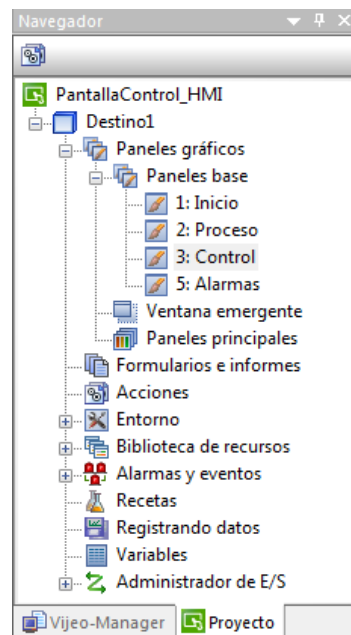 Navegador
PantallaControl_HMI
Destino1
Paneles gráficos
Paneles base
1: Inicio
2: Proceso
3: Control
5: Alarmas
Ventana emergente
Paneles principales
Formularios e informes
Acciones
Entorno
Biblioteca de recursos
Alarmas y eventos
Recetas
Registrando datos
Variables
Administrador de E/S
Vijeo-Manager Proyecto